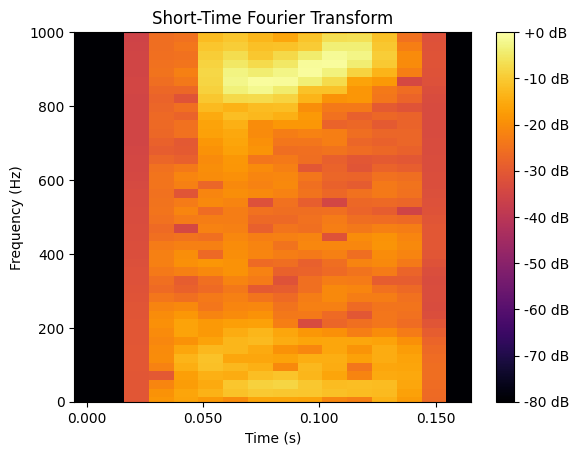 Short-Time Fourier Transform
1000
800
600
400
200
0
Frequency (Hz)
0.000
0.050
0.100
0.150
Time (s)
+0 dB
-10 dB
-20 dB
-30 dB
-40 dB
-50 dB
-60 dB
-70 dB
-80 dB